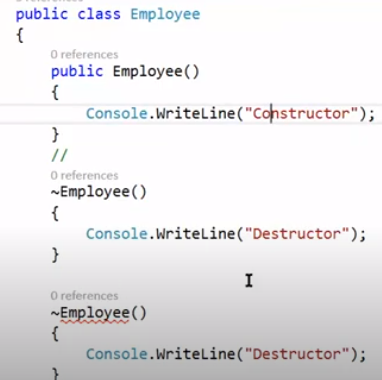 public class Employee
{
0 references
public Employee()
{
Console.WriteLine("Constructor");
}
//
0 references
~Employee()
{
Console.WriteLine("Destructor");
}
0 references
~Employee()
{
Console.WriteLine("Destructor");
}